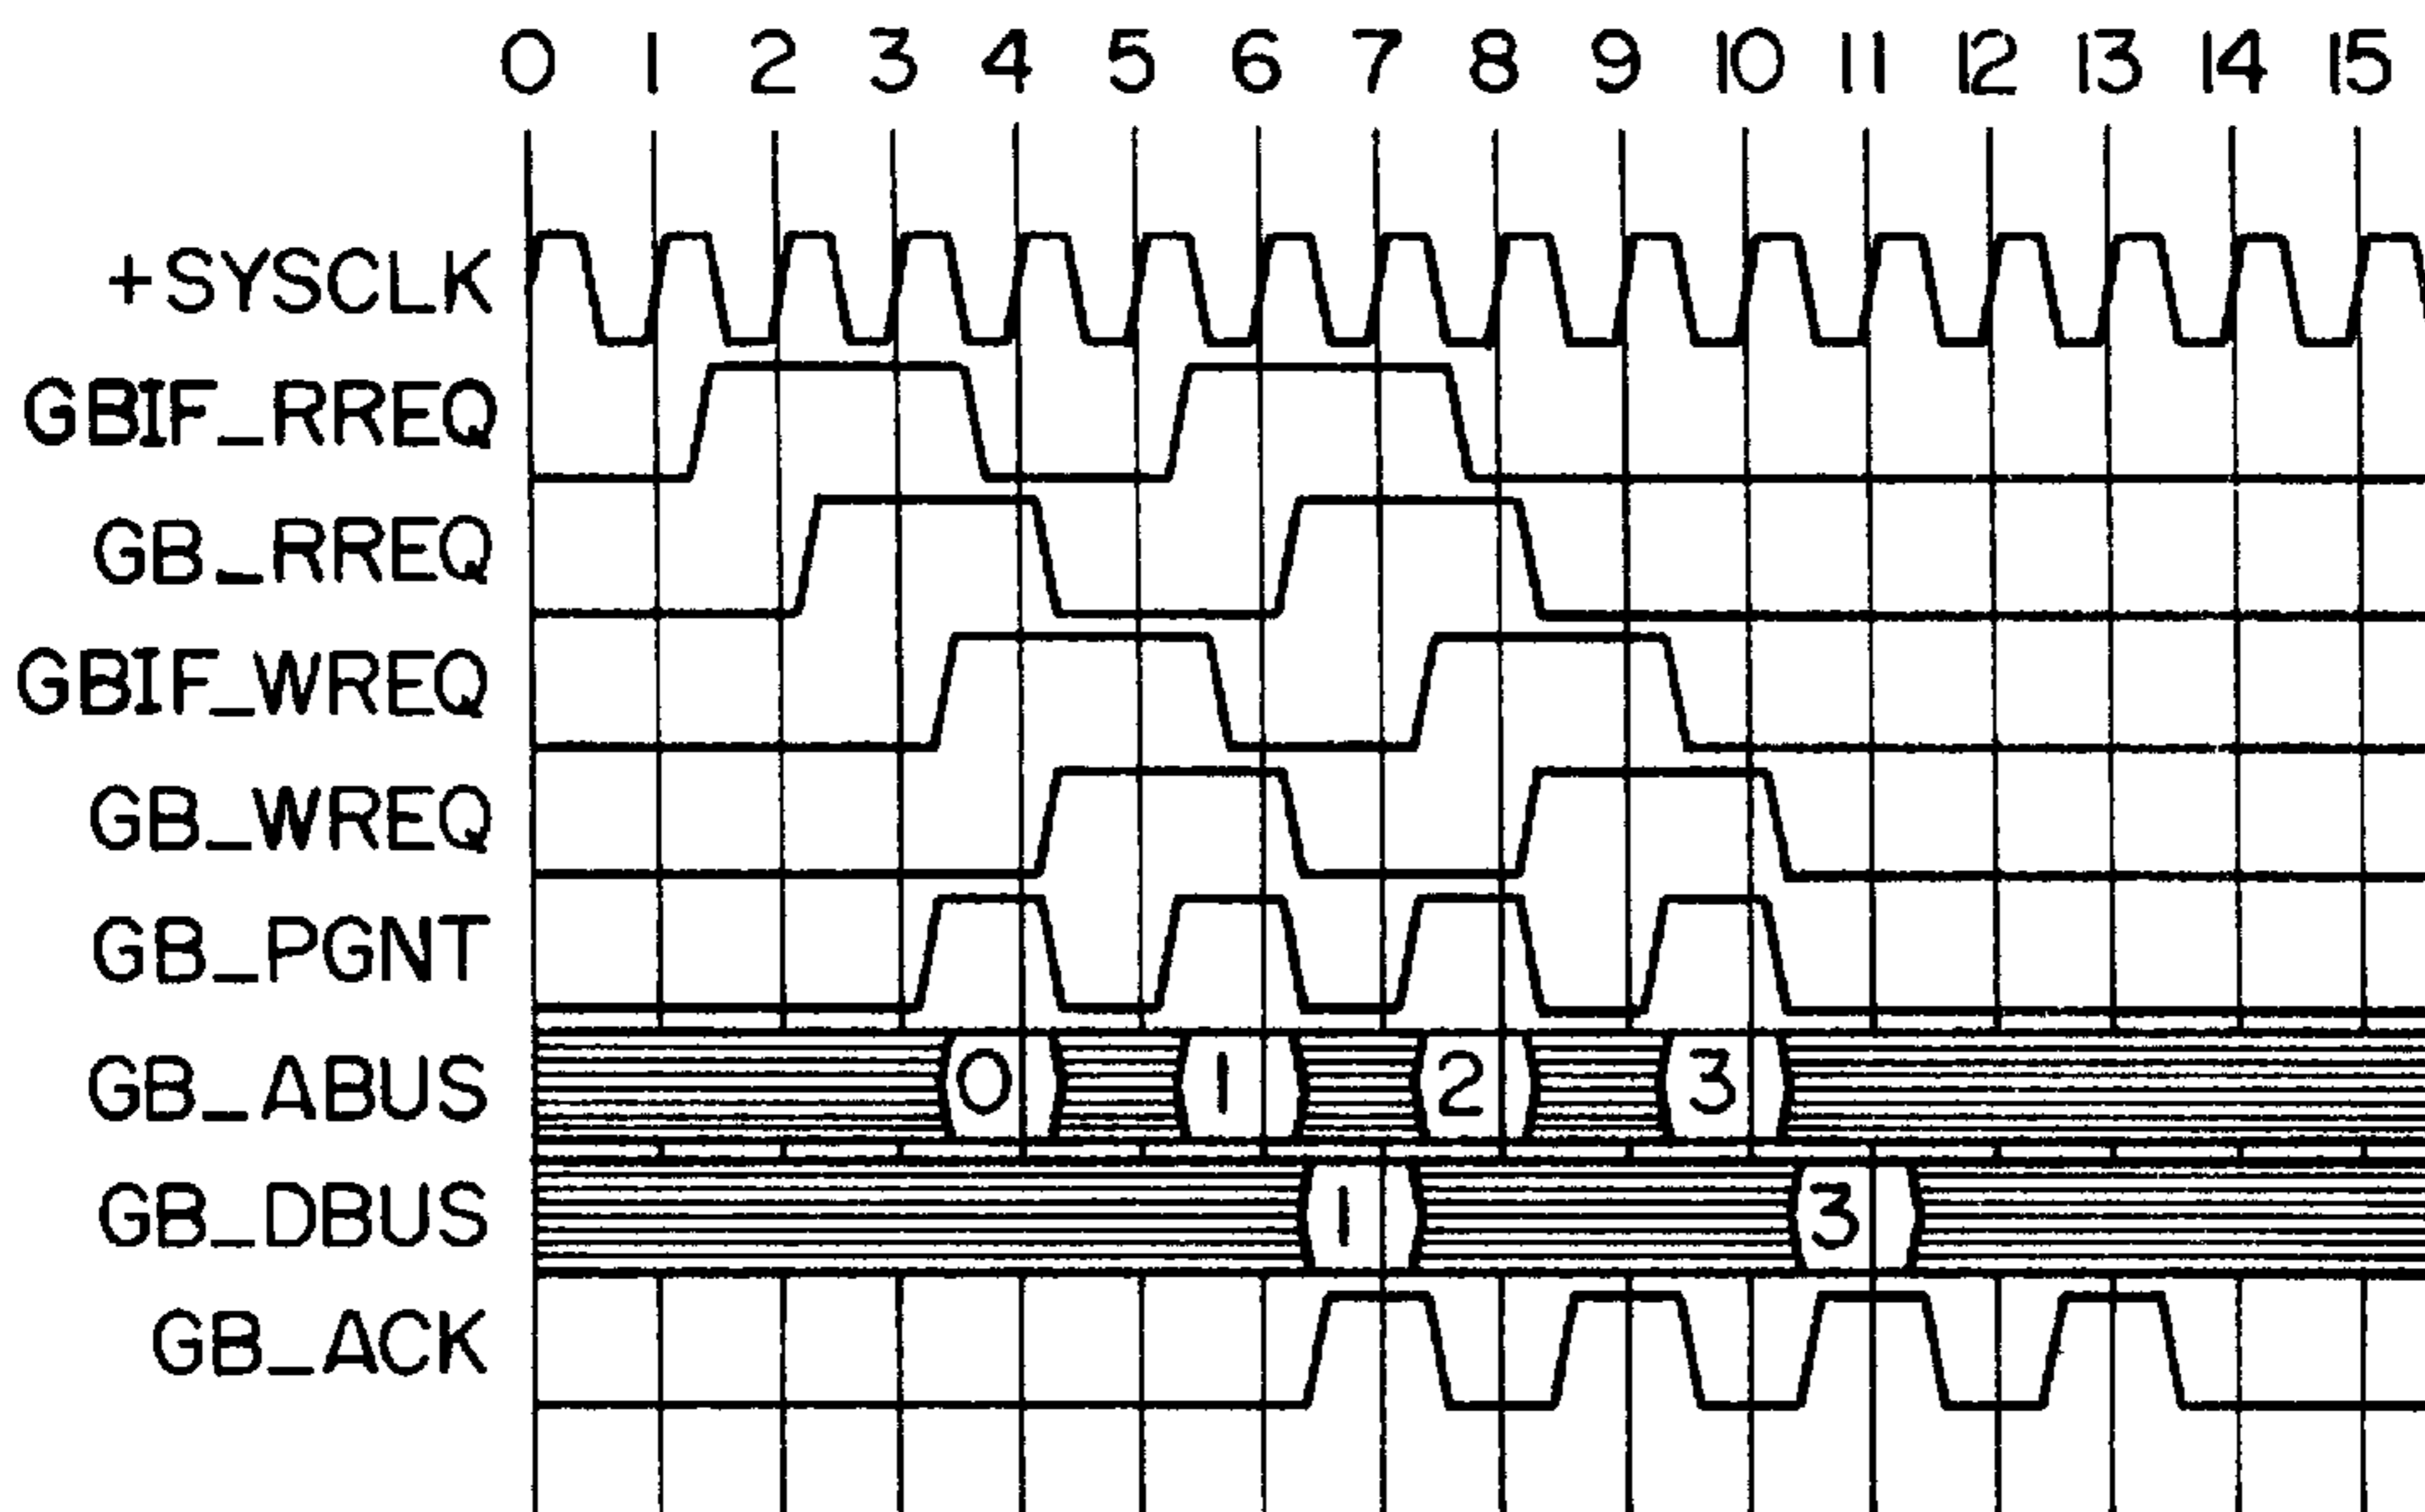 0 1 2 3 4 5 6 7 8 9 10 11 12 13 14 15
+SYSCLK
GBIF_RREQ
GB_RREQ
GBIF_WREQ
GB_WREQ
GB_PGNT
GB_ABUS 0 1 2 3
GB_DBUS 1 3
GB_ACK